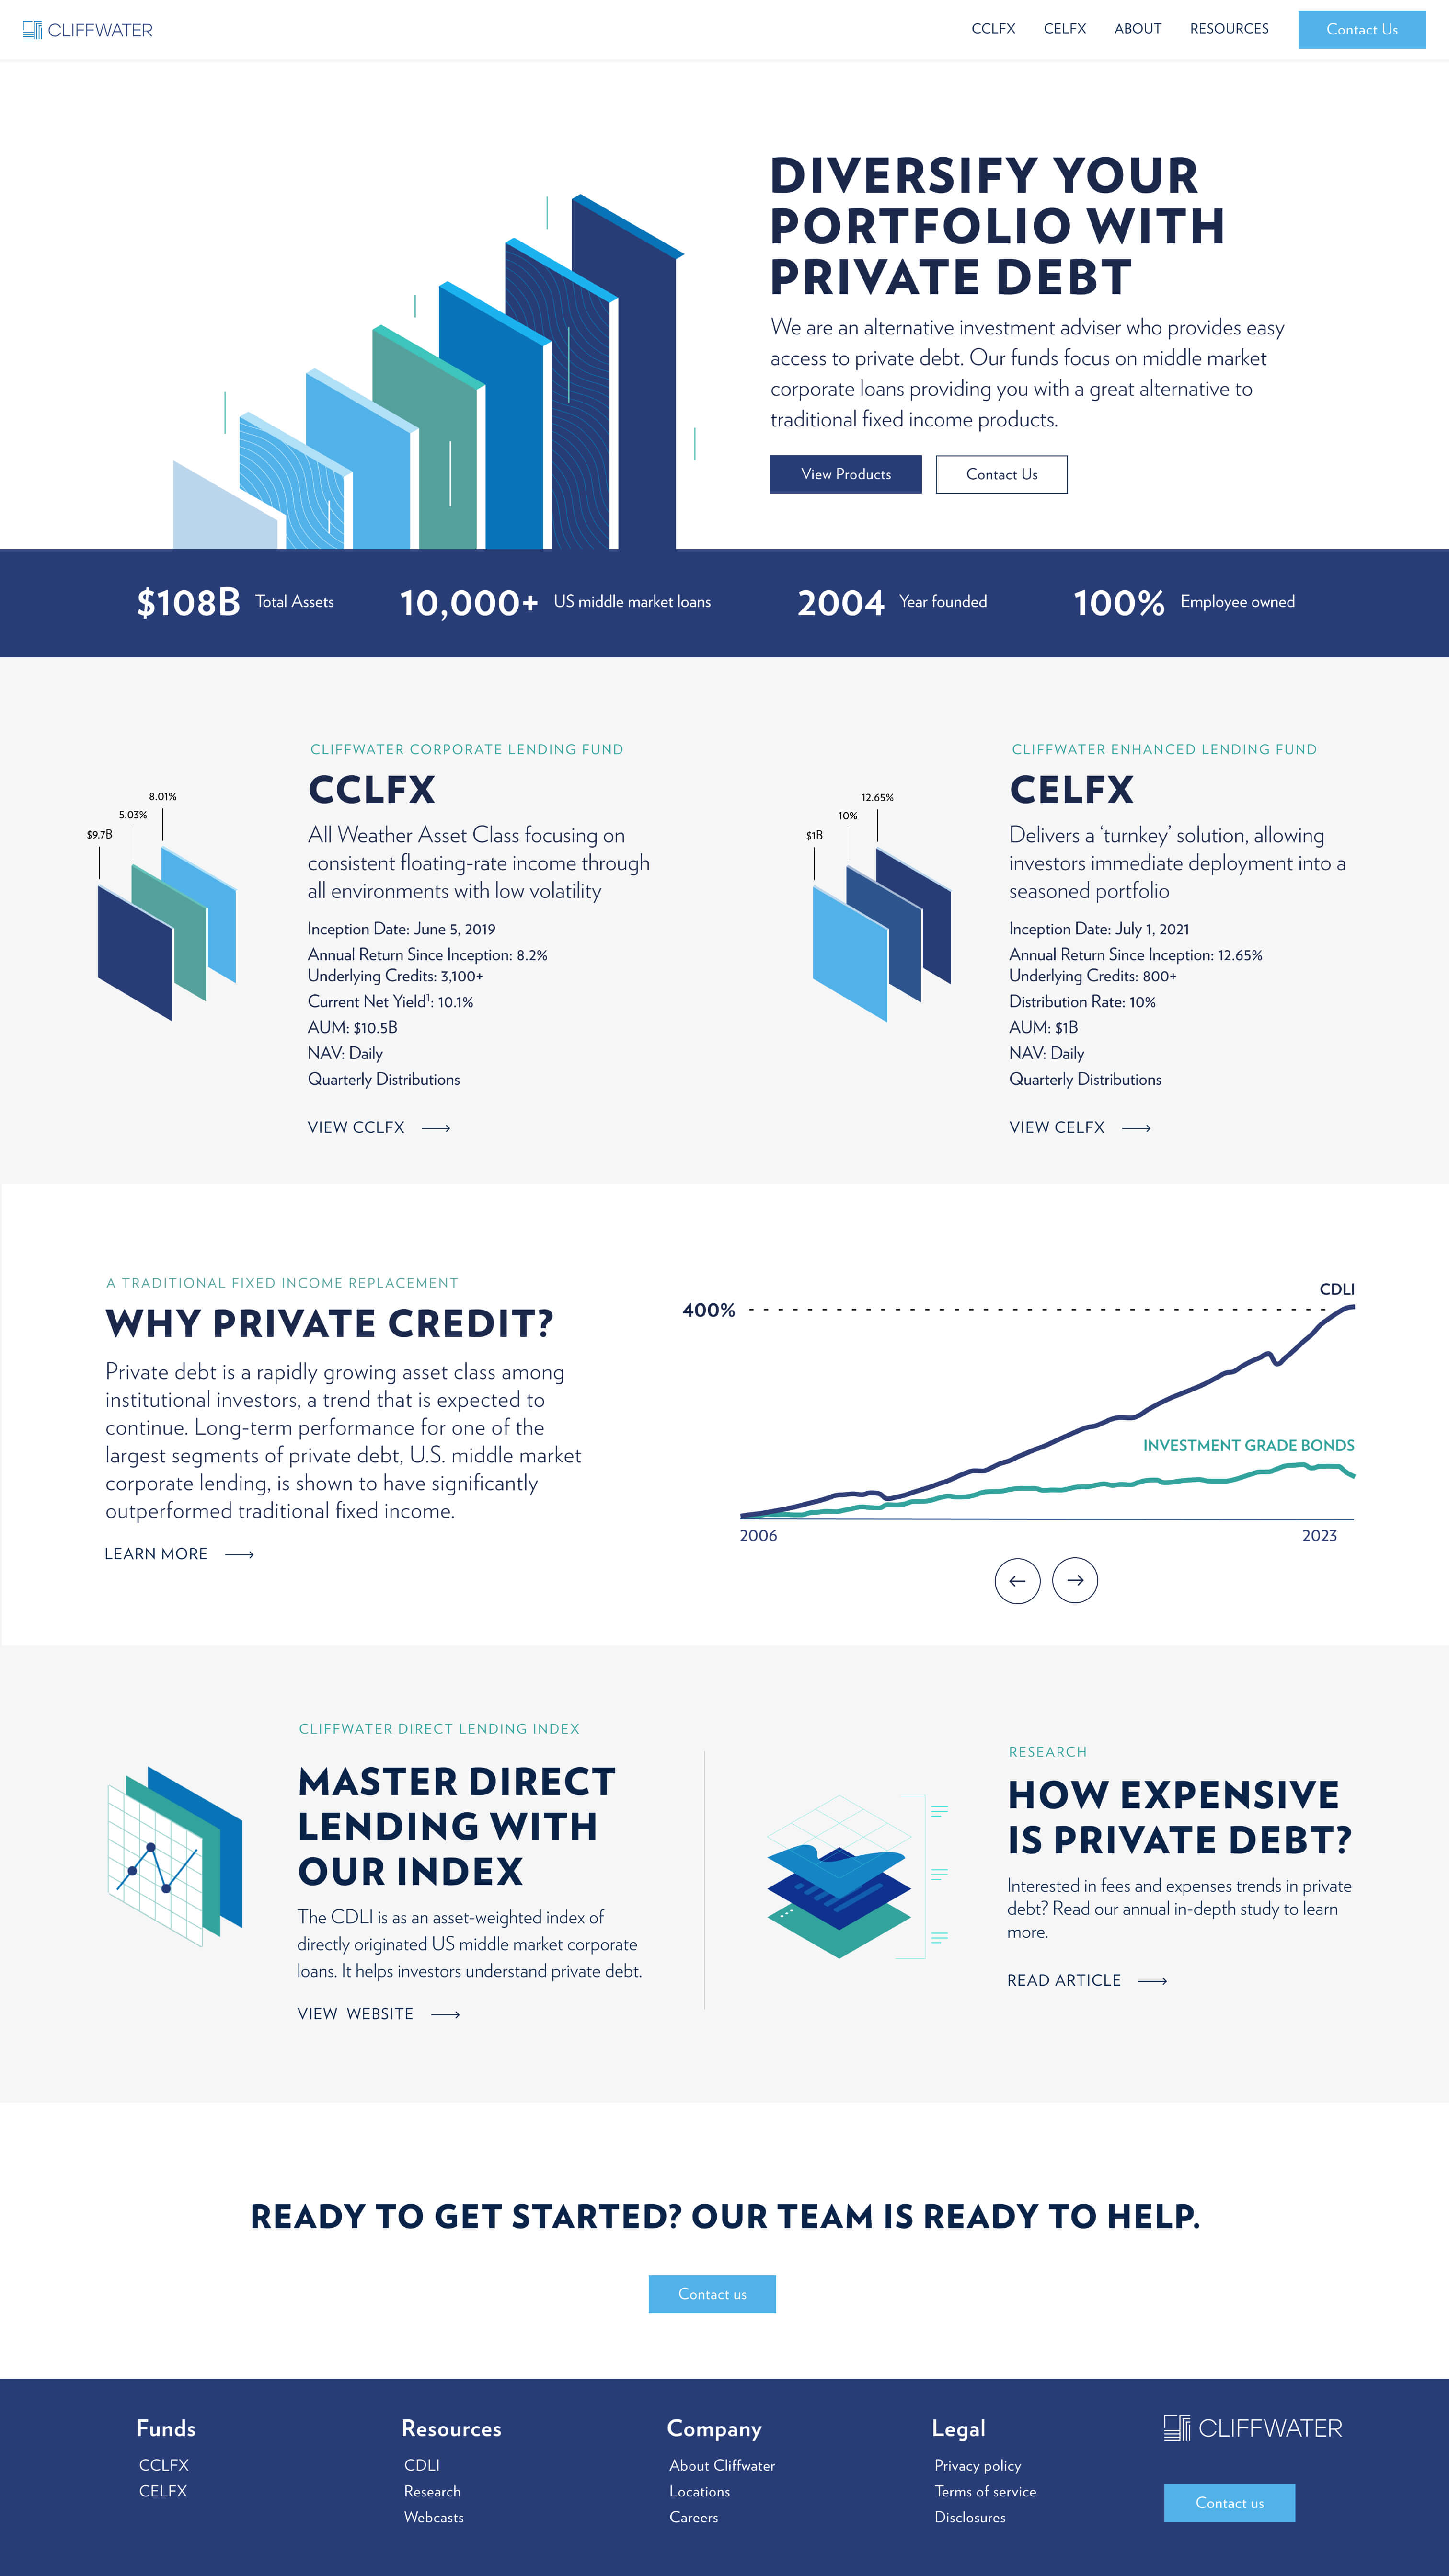 CLIFFWATER
CCLFX
CELFX
ABOUT
RESOURCES
Contact Us
DIVERSIFY YOUR
PORTFOLIO WITH
PRIVATE DEBT
We are an alternative investment adviser who provides easy
access to private debt. Our funds focus on middle market
corporate loans providing you with a great alternative to
traditional fixed income products.
View Products
Contact Us
$108B Total Assets
10,000+ US middle market loans
2004 Year founded
100% Employee owned
8.01%
5.03%
$9.7B
CLIFFWATER CORPORATE LENDING FUND
CCLFX
All Weather Asset Class focusing on
consistent floating-rate income through
all environments with low volatility
Inception Date: June 5, 2019
Annual Return Since Inception: 8.2%
Underlying Credits: 3,100+
Current Net Yield¹: 10.1%
AUM: $10.5B
NAV: Daily
Quarterly Distributions
VIEW CCLFX
12.65%
10%
$1B
CLIFFWATER ENHANCED LENDING FUND
CELFX
Delivers a ‘turnkey’ solution, allowing
investors immediate deployment into a
seasoned portfolio
Inception Date: July 1, 2021
Annual Return Since Inception: 12.65%
Underlying Credits: 800+
Distribution Rate: 10%
AUM: $1B
NAV: Daily
Quarterly Distributions
VIEW CELFX
A TRADITIONAL FIXED INCOME REPLACEMENT
WHY PRIVATE CREDIT?
Private debt is a rapidly growing asset class among
institutional investors, a trend that is expected to
continue. Long-term performance for one of the
largest segments of private debt, U.S. middle market
corporate lending, is shown to have significantly
outperformed traditional fixed income.
LEARN MORE
CDLI
400%
INVESTMENT GRADE BONDS
2006
2023
CLIFFWATER DIRECT LENDING INDEX
MASTER DIRECT
LENDING WITH
OUR INDEX
The CDLI is as an asset-weighted index of
directly originated US middle market corporate
loans. It helps investors understand private debt.
VIEW WEBSITE
RESEARCH
HOW EXPENSIVE
IS PRIVATE DEBT?
Interested in fees and expenses trends in private
debt? Read our annual in-depth study to learn
more.
READ ARTICLE
READY TO GET STARTED? OUR TEAM IS READY TO HELP.
Contact us
Funds
CCLFX
CELFX
Resources
CDLI
Research
Webcasts
Company
About Cliffwater
Locations
Careers
Legal
Privacy policy
Terms of service
Disclosures
CLIFFWATER
Contact us